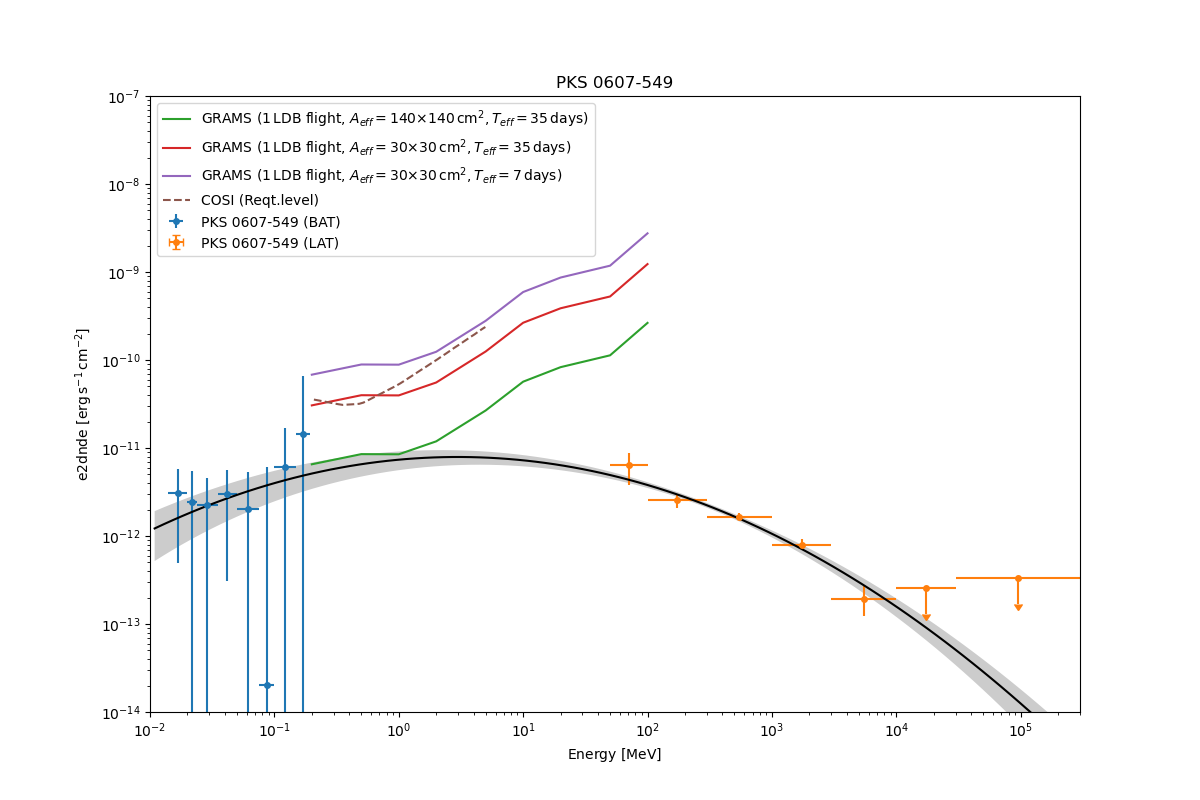 PKS 0607-549
GRAMS (1 LDB flight, A_eff = 140×140 cm², T_eff = 35 days)
GRAMS (1 LDB flight, A_eff = 30×30 cm², T_eff = 35 days)
GRAMS (1 LDB flight, A_eff = 30×30 cm², T_eff = 7 days)
COSI (Reqt.level)
PKS 0607-549 (BAT)
PKS 0607-549 (LAT)
e2dnde [erg s⁻¹ cm⁻²]
10⁻⁷
10⁻⁸
10⁻⁹
10⁻¹⁰
10⁻¹¹
10⁻¹²
10⁻¹³
10⁻¹⁴
10⁻² 10⁻¹ 10⁰ 10¹ 10² 10³ 10⁴ 10⁵
Energy [MeV]